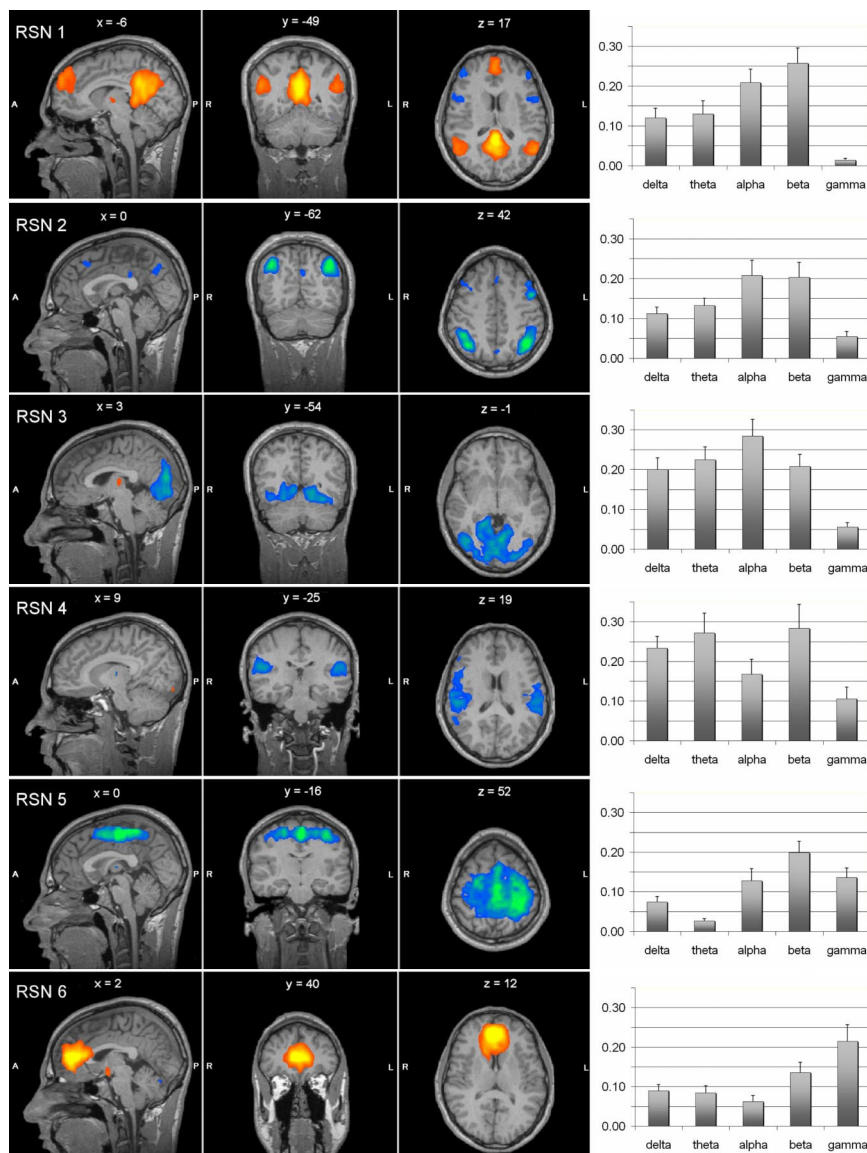 RSN 1
x = -6
y = -49
z = 17
A
P R
L
R
L
0.30
0.20
0.10
0.00
delta theta alpha beta gamma
RSN 2
x = 0
y = -62
z = 42
A
P R
L
R
L
0.30
0.20
0.10
0.00
delta theta alpha beta gamma
RSN 3
x = 3
y = -54
z = -1
A
P R
L
R
L
0.30
0.20
0.10
0.00
delta theta alpha beta gamma
RSN 4
x = 9
y = -25
z = 19
A
P R
L
R
L
0.30
0.20
0.10
0.00
delta theta alpha beta gamma
RSN 5
x = 0
y = -16
z = 52
A
P R
L
R
L
0.30
0.20
0.10
0.00
delta theta alpha beta gamma
RSN 6
x = 2
y = 40
z = 12
A
P R
L
R
L
0.30
0.20
0.10
0.00
delta theta alpha beta gamma